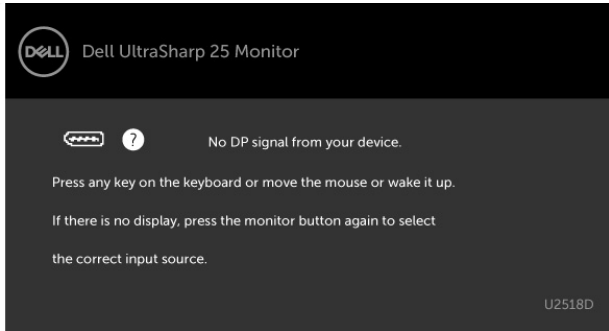 DELL
Dell UltraSharp 25 Monitor
?
No DP signal from your device.
Press any key on the keyboard or move the mouse or wake it up.
If there is no display, press the monitor button again to select
the correct input source.
U2518D